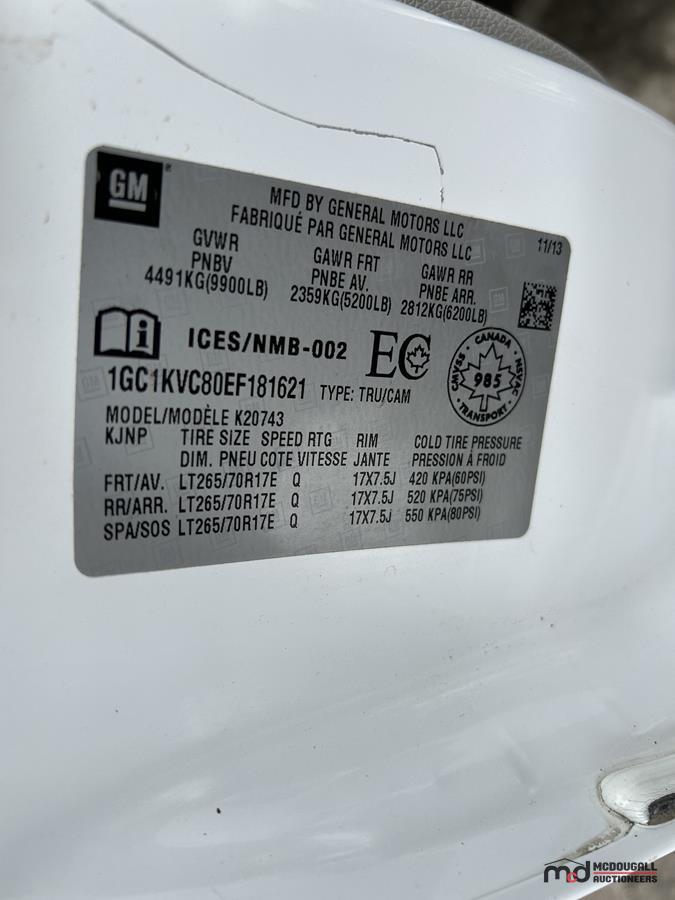 GM
MFD BY GENERAL MOTORS LLC
FABRIQUÉ PAR GENERAL MOTORS LLC
11/13
GVWR GAWR FRT GAWR RR
PNBV PNBE AV. PNBE ARR.
4491KG(9900LB) 2359KG(5200LB) 2812KG(6200LB)
ICES/NMB-002 EC
CANADA
CMVSS 985 NSVAC
TRANSPORT
1GC1KVC80EF181621 TYPE: TRU/CAM
MODEL/MODÈLE K20743
KJNP TIRE SIZE SPEED RTG RIM COLD TIRE PRESSURE
DIM. PNEU COTE VITESSE JANTE PRESSION À FROID
FRT/AV. LT265/70R17E Q 17X7.5J 420 KPA(60PSI)
RR/ARR. LT265/70R17E Q 17X7.5J 520 KPA(75PSI)
SPA/SOS LT265/70R17E Q 17X7.5J 550 KPA(80PSI)
md MCDOUGALL
AUCTIONEERS